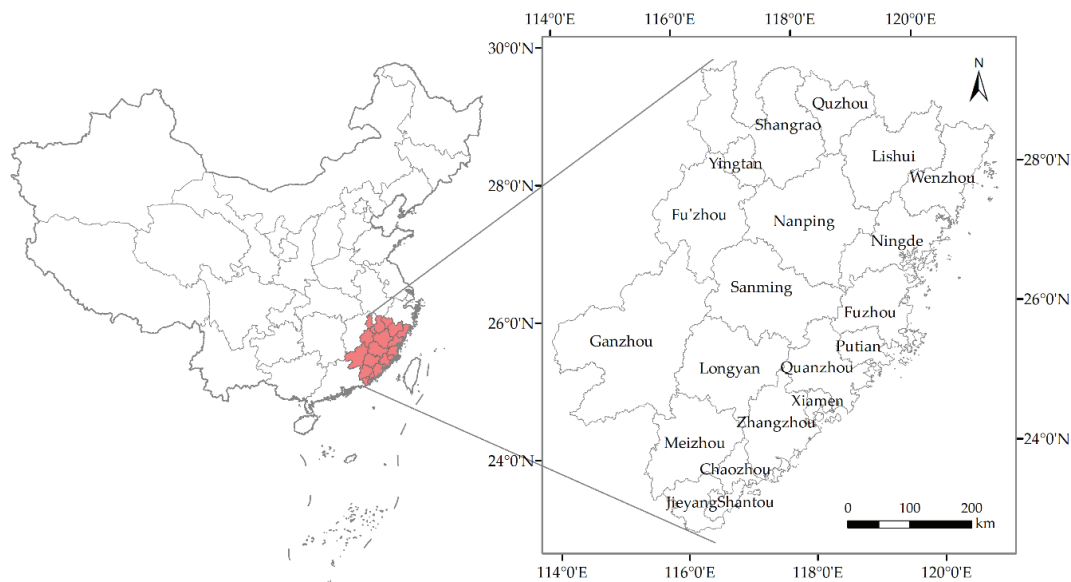 114°0'E
116°0'E
118°0'E
120°0'E
30°0'N
N
Quzhou
Shangrao
Lishui
28°0'N
Yingtan
Wenzhou
28°0'N
Fu'zhou
Nanping
Ningde
Sanming
26°0'N
Fuzhou
26°0'N
Ganzhou
Putian
Longyan
Quanzhou
Xiamen
Zhangzhou
Meizhou
24°0'N
24°0'N
Chaozhou
JieyangShantou
0 100 200
km
114°0'E
116°0'E
118°0'E
120°0'E